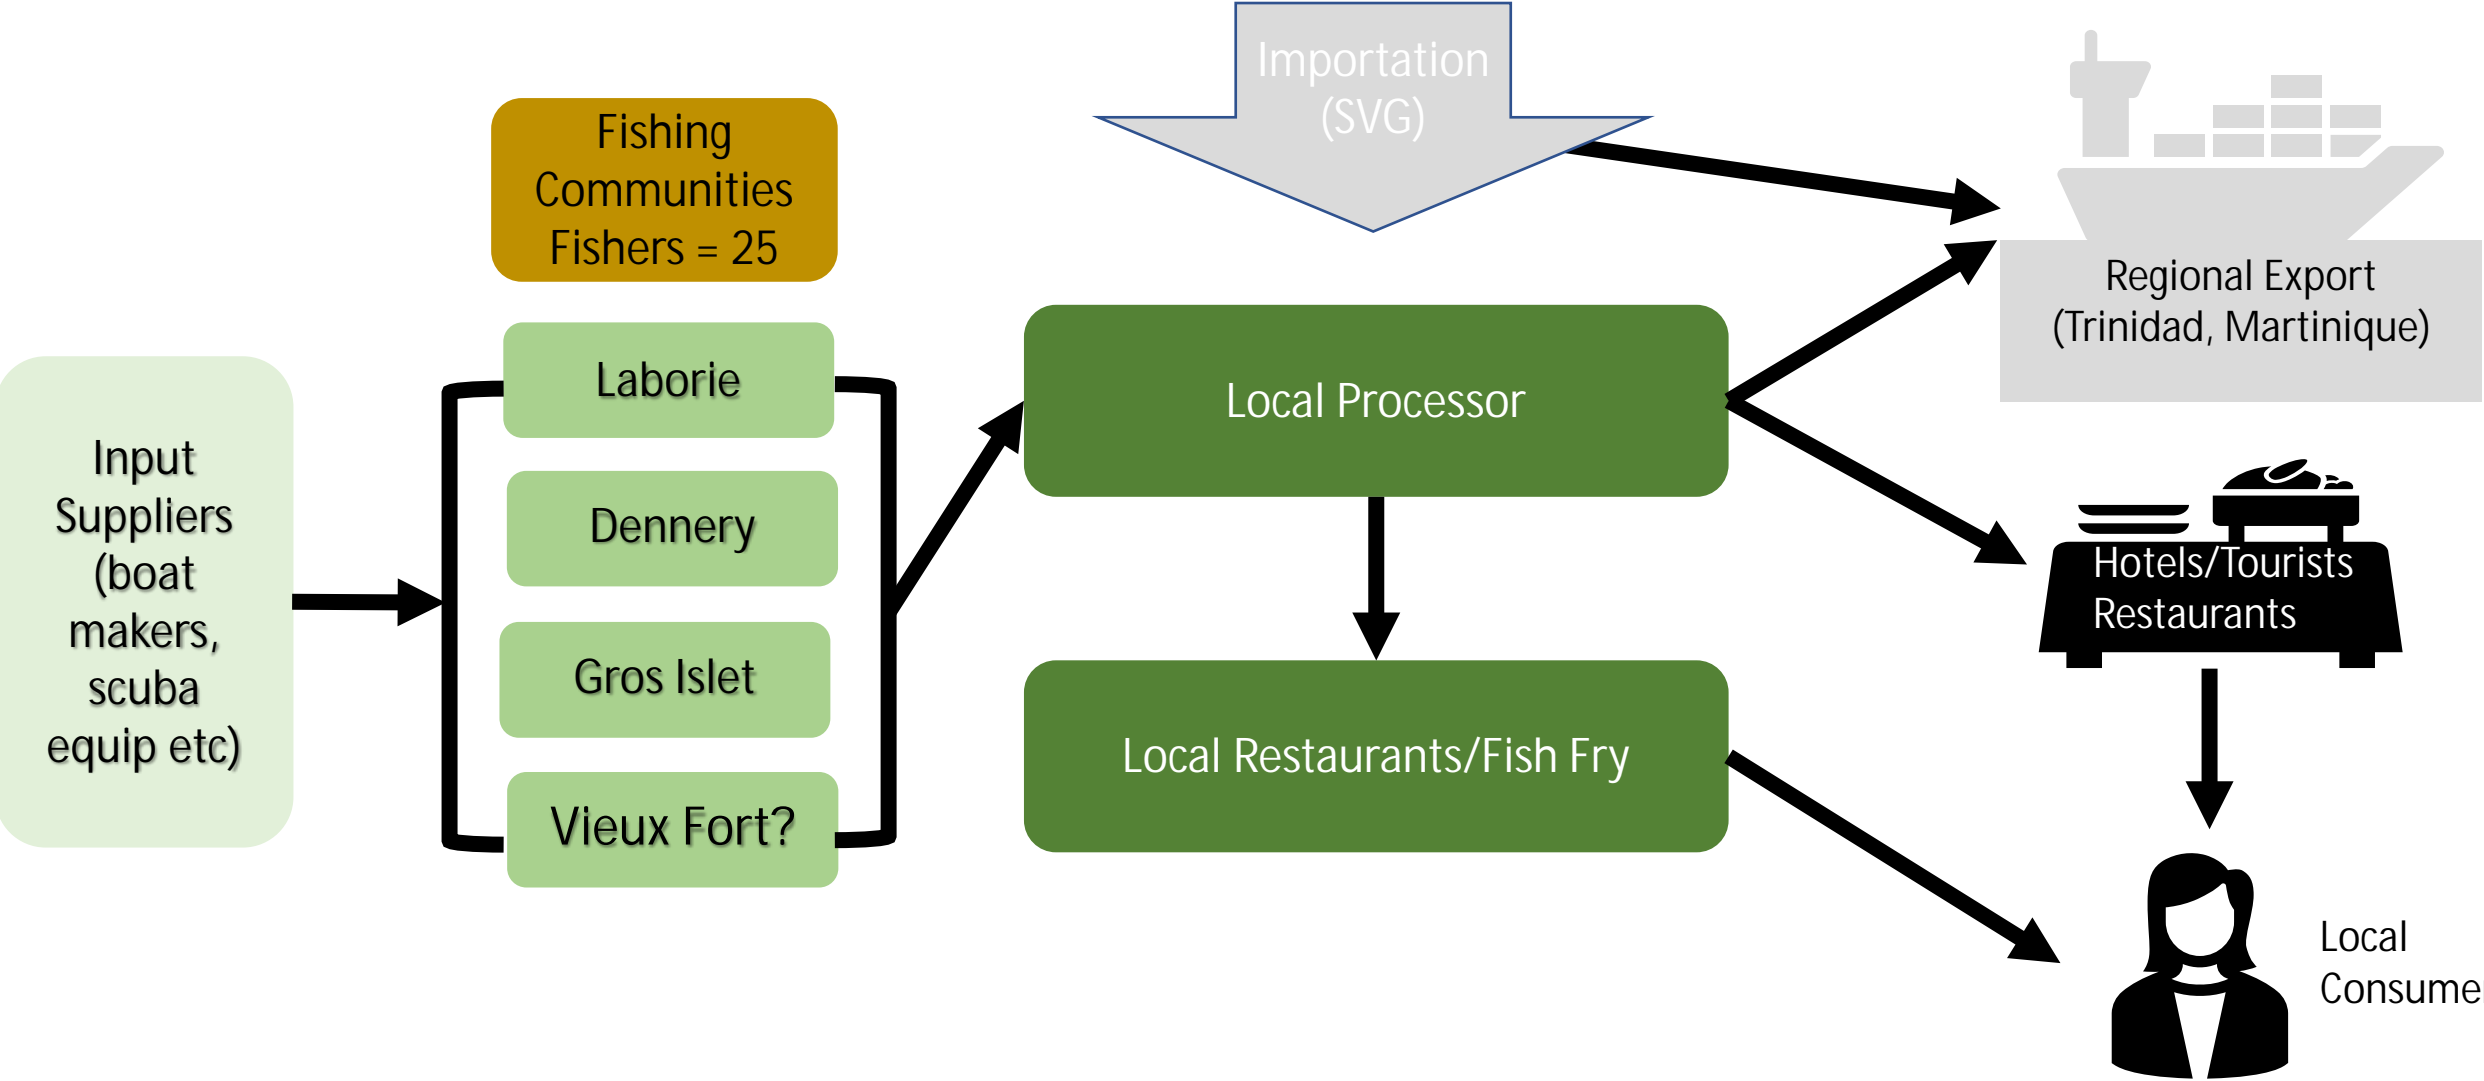 Importation
(SVG)
Fishing
Communities
Fishers = 25
Regional Export
(Trinidad, Martinique)
Laborie
Local Processor
Input
Suppliers
(boat
makers,
scuba
equip etc)
Dennery
Hotels/Tourists
Restaurants
Gros Islet
Local Restaurants/Fish Fry
Vieux Fort?
Local
Consumer